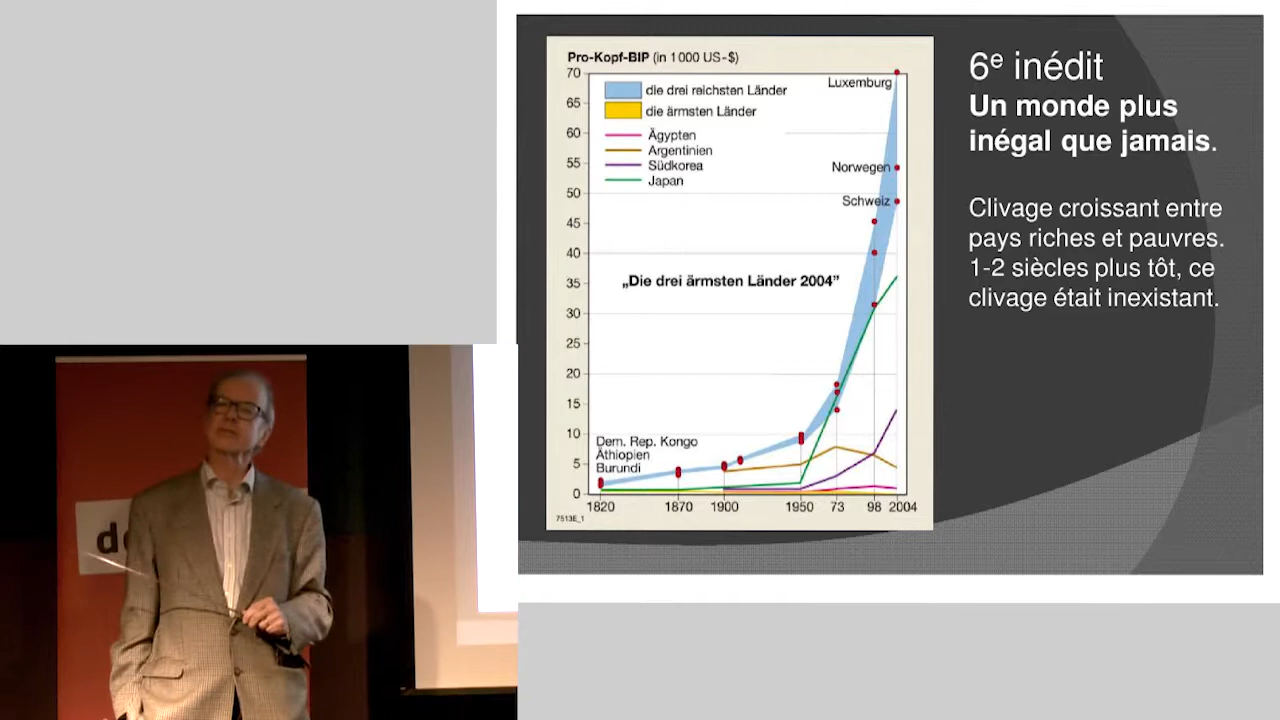 Pro-Kopf-BIP (in 1000 US-$)
70
65
60
55
50
45
40
35
30
25
20
15
10
5
0
die drei reichsten Länder
die ärmsten Länder
Ägypten
Argentinien
Südkorea
Japan
Luxemburg
Norwegen
Schweiz
„Die drei ärmsten Länder 2004”
Dem. Rep. Kongo
Äthiopien
Burundi
1820 1870 1900 1950 73 98 2004
7513E_1
6e inédit
Un monde plus
inégal que jamais.
Clivage croissant entre
pays riches et pauvres.
1-2 siècles plus tôt, ce
clivage était inexistant.